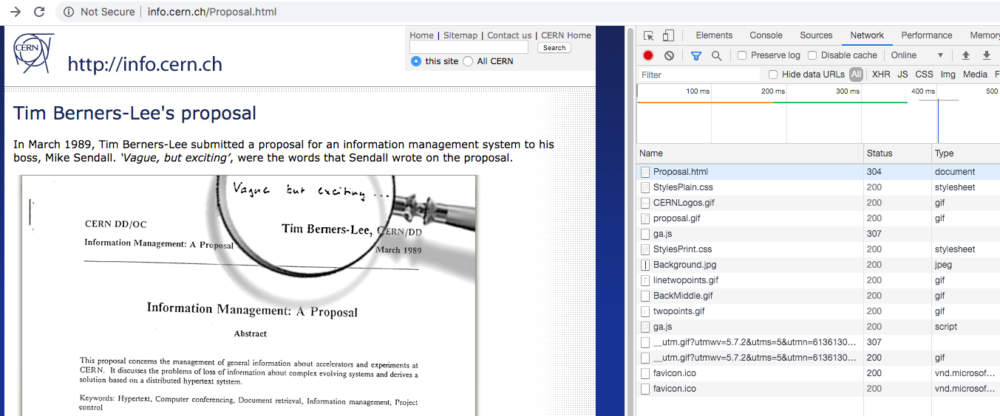 Not Secure | info.cern.ch/Proposal.html
CERN
http://info.cern.ch
Home | Sitemap | Contact us | CERN Home
Search
this site All CERN
Tim Berners-Lee's proposal
In March 1989, Tim Berners-Lee submitted a proposal for an information management system to his
boss, Mike Sendall. ‘Vague, but exciting’, were the words that Sendall wrote on the proposal.
Vague but exciting ...
CERN DD/OC
Tim Berners-Lee, CERN/DD
Information Management: A Proposal
March 1989
Information Management: A Proposal
Abstract
This proposal concerns the management of general information about accelerators and experiments at
CERN. It discusses the problems of loss of information about complex evolving systems and derives a
solution based on a distributed hypertext sytstem.
Keywords: Hypertext, Computer conferencing, Document retrieval, Information management, Project
control
Elements Console Sources Network Performance Memory
Preserve log Disable cache Online ▼
Filter Hide data URLs All XHR JS CSS Img Media F
100 ms 200 ms 300 ms 400 ms 500
Name Status Type
Proposal.html 304 document
StylesPlain.css 200 stylesheet
CERNLogos.gif 200 gif
proposal.gif 200 gif
ga.js 307
StylesPrint.css 200 stylesheet
Background.jpg 200 jpeg
linetwopoints.gif 200 gif
BackMiddle.gif 200 gif
twopoints.gif 200 gif
ga.js 200 script
__utm.gif?utmwv=5.7.2&utms=5&utmn=6136130... 307
__utm.gif?utmwv=5.7.2&utms=5&utmn=6136130... 200 gif
favicon.ico 200 vnd.microsof...
favicon.ico 200 vnd.microsof...